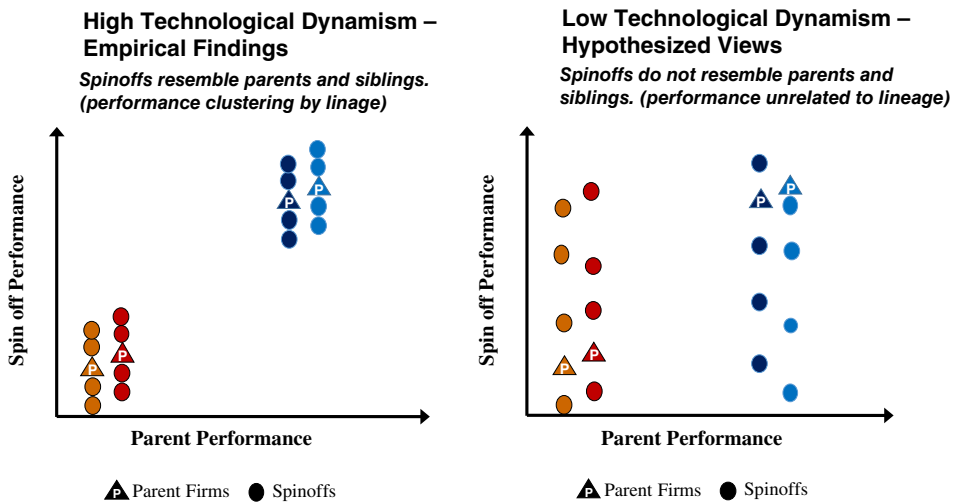 High Technological Dynamism –
Empirical Findings
Spinoffs resemble parents and siblings.
(performance clustering by linage)
Spin off Performance
P
P
P
P
Parent Performance
P Parent Firms Spinoffs
Low Technological Dynamism –
Hypothesized Views
Spinoffs do not resemble parents and
siblings. (performance unrelated to lineage)
Spin off Performance
P
P
P
P
Parent Performance
P Parent Firms Spinoffs